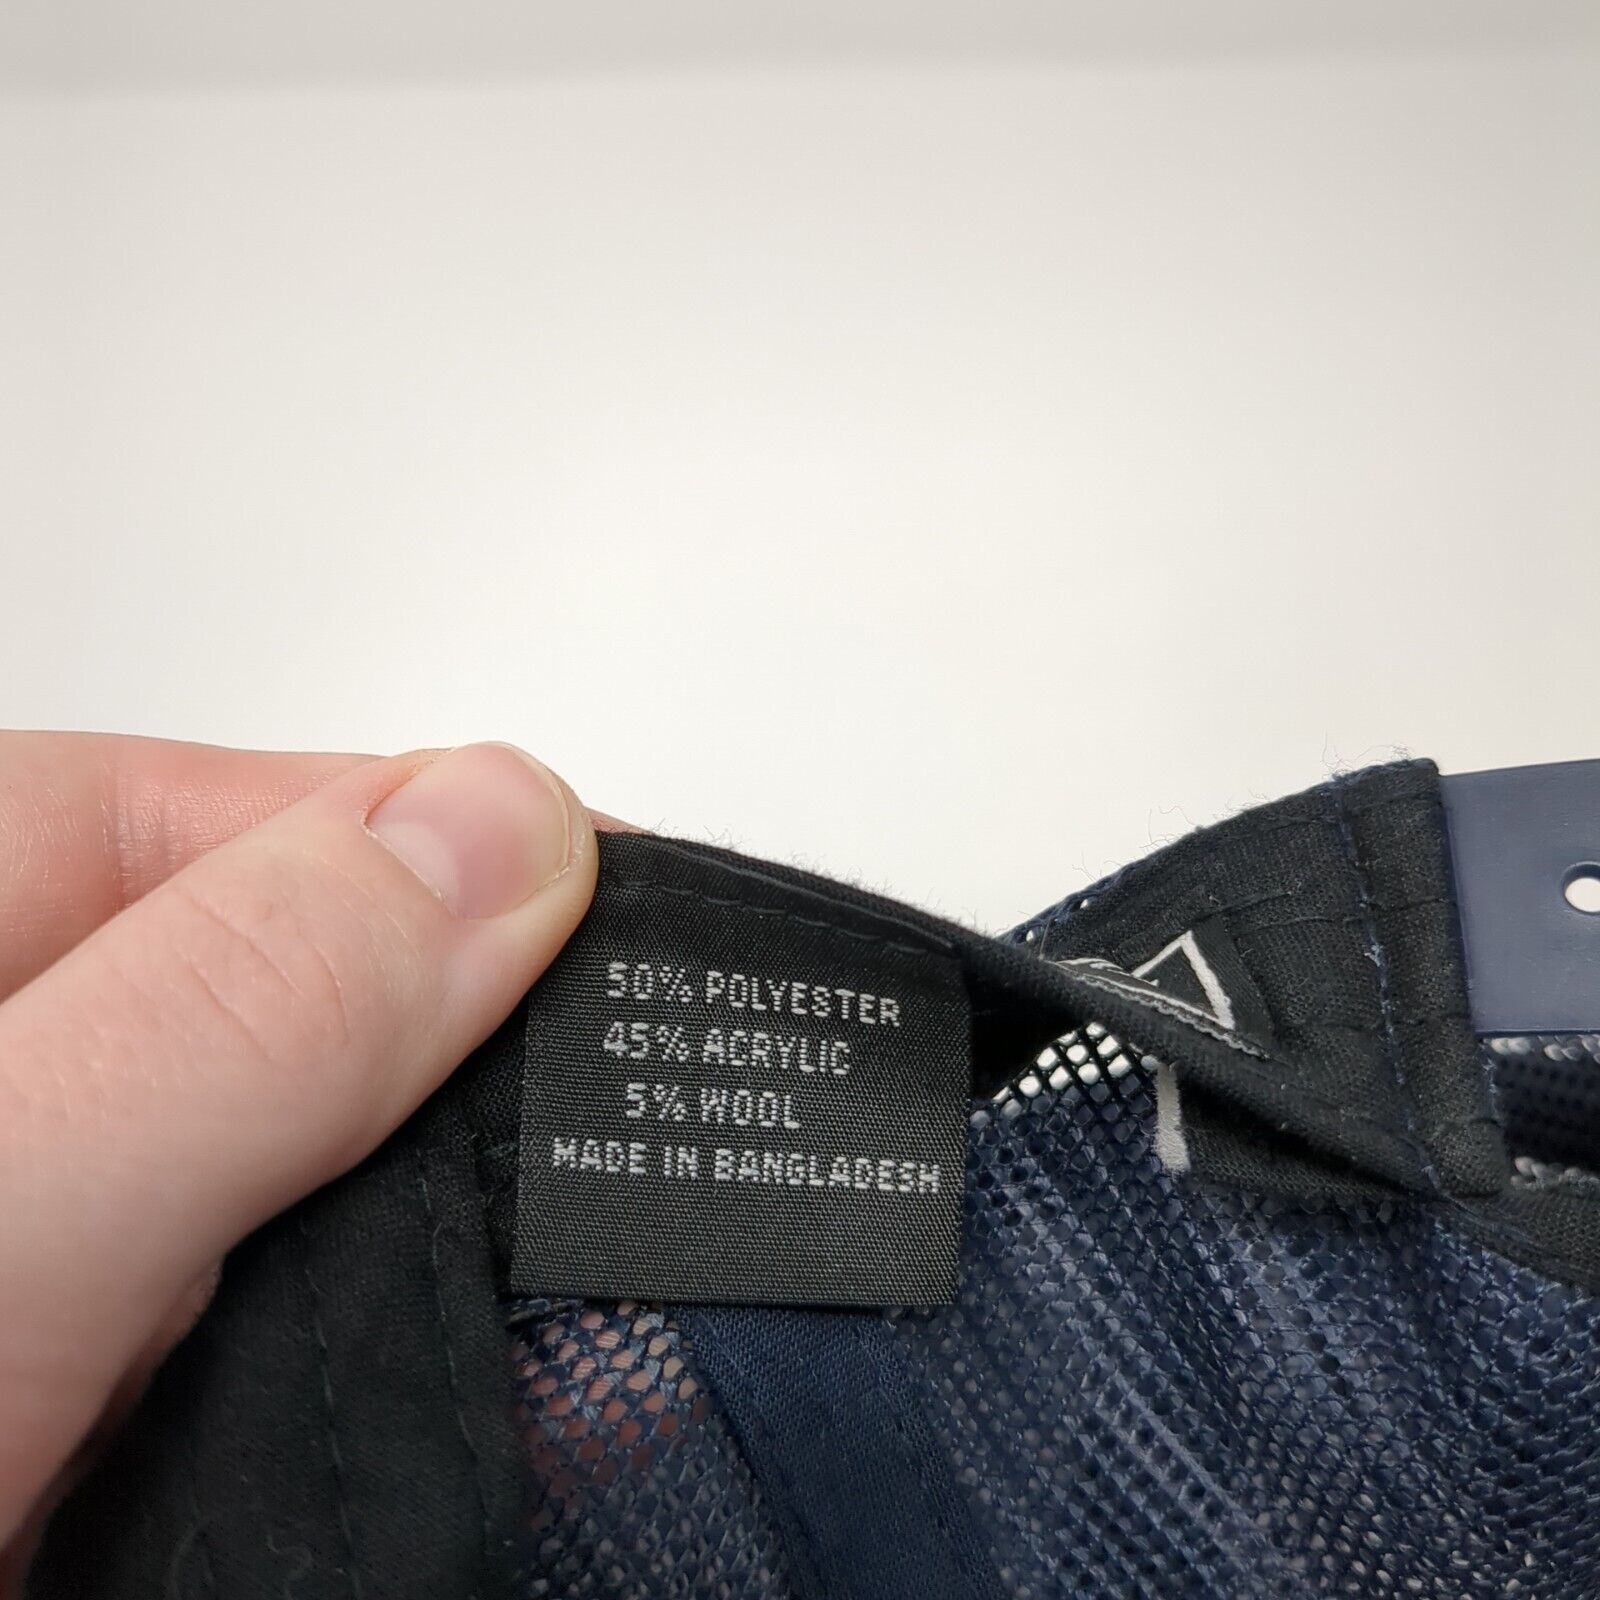 50% POLYESTER
45% ACRYLIC
5% WOOL
MADE IN BANGLADESH